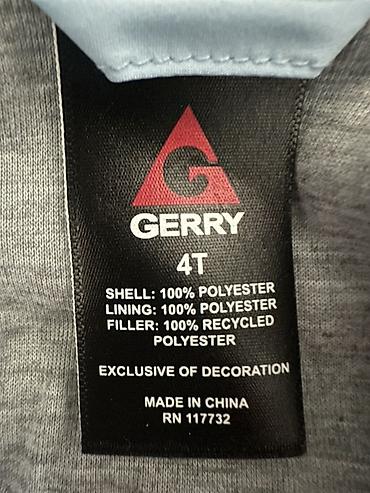 G
GERRY
4T
SHELL: 100% POLYESTER
LINING: 100% POLYESTER
FILLER: 100% RECYCLED
POLYESTER
EXCLUSIVE OF DECORATION
MADE IN CHINA
RN 117732